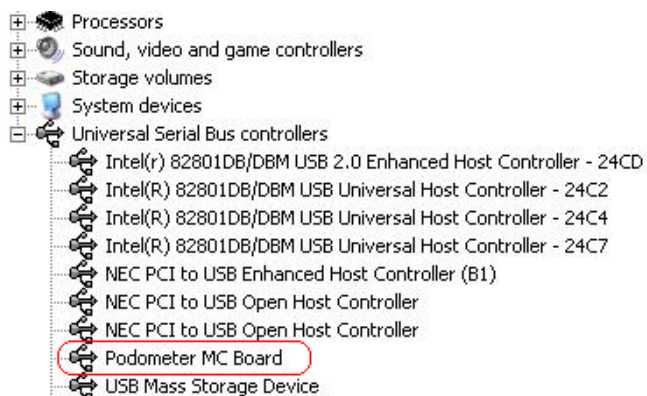 Processors
Sound, video and game controllers
Storage volumes
System devices
Universal Serial Bus controllers
Intel(r) 82801DB/DBM USB 2.0 Enhanced Host Controller - 24CD
Intel(R) 82801DB/DBM USB Universal Host Controller - 24C2
Intel(R) 82801DB/DBM USB Universal Host Controller - 24C4
Intel(R) 82801DB/DBM USB Universal Host Controller - 24C7
NEC PCI to USB Enhanced Host Controller (B1)
NEC PCI to USB Open Host Controller
NEC PCI to USB Open Host Controller
Podometer MC Board
USB Mass Storage Device